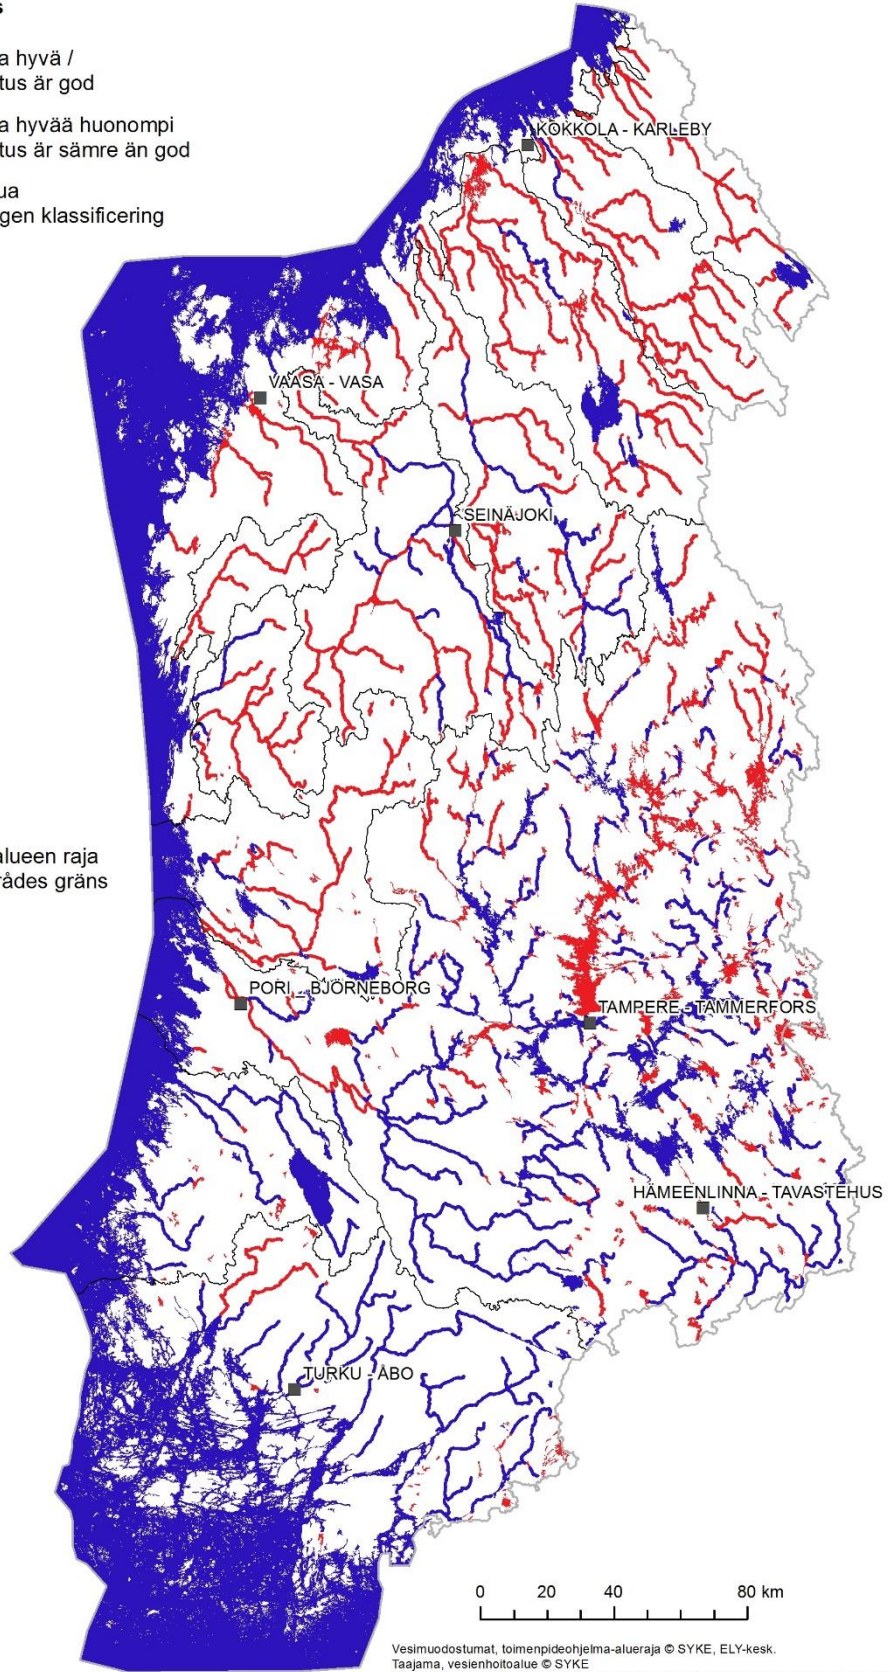 s
a hyvä /
tus är god
a hyvää huonompi
tus är sämre än god
ua
gen klassificering
KOKKOLA - KARLEBY
VAASA - VASA
SEINÄJOKI
alueen raja
rådes gräns
PORI _ BJÖRNEBORG
TAMPERE - TAMMERFORS
HÄMEENLINNA - TAVASTEHUS
TURKU - ÅBO
0 20 40 80 km
Vesimuodostumat, toimenpideohjelma-alueraja © SYKE, ELY-kesk.
Taajama, vesienhoitoalue © SYKE